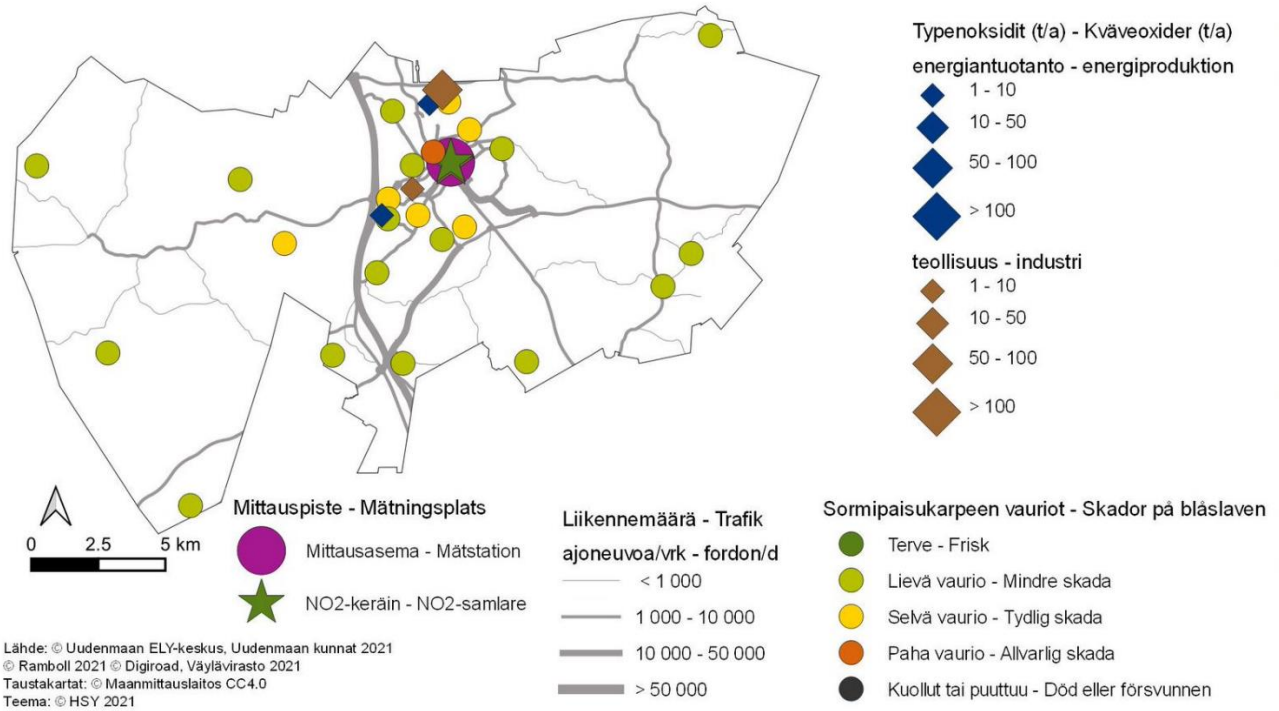 Typenoksidit (t/a) - Kväveoxider (t/a)
energiantuotanto - energiproduktion
1 - 10
10 - 50
50 - 100
> 100
teollisuus - industri
1 - 10
10 - 50
50 - 100
> 100
0 2.5 5 km
Mittauspiste - Mätningsplats
Mittausasema - Mätstation
NO2-keräin - NO2-samlare
Liikennemäärä - Trafik
ajoneuvoa/vrk - fordon/d
< 1 000
1 000 - 10 000
10 000 - 50 000
> 50 000
Sormipaisukarpeen vauriot - Skador på blåslaven
Terve - Frisk
Lievä vaurio - Mindre skada
Selvä vaurio - Tydlig skada
Paha vaurio - Allvarlig skada
Kuollut tai puuttuu - Död eller försvunnen
Lähde: © Uudenmaan ELY-keskus, Uudenmaan kunnat 2021
© Ramboll 2021 © Digiroad, Väylävirasto 2021
Taustakartat: © Maanmittauslaitos CC4.0
Teema: © HSY 2021